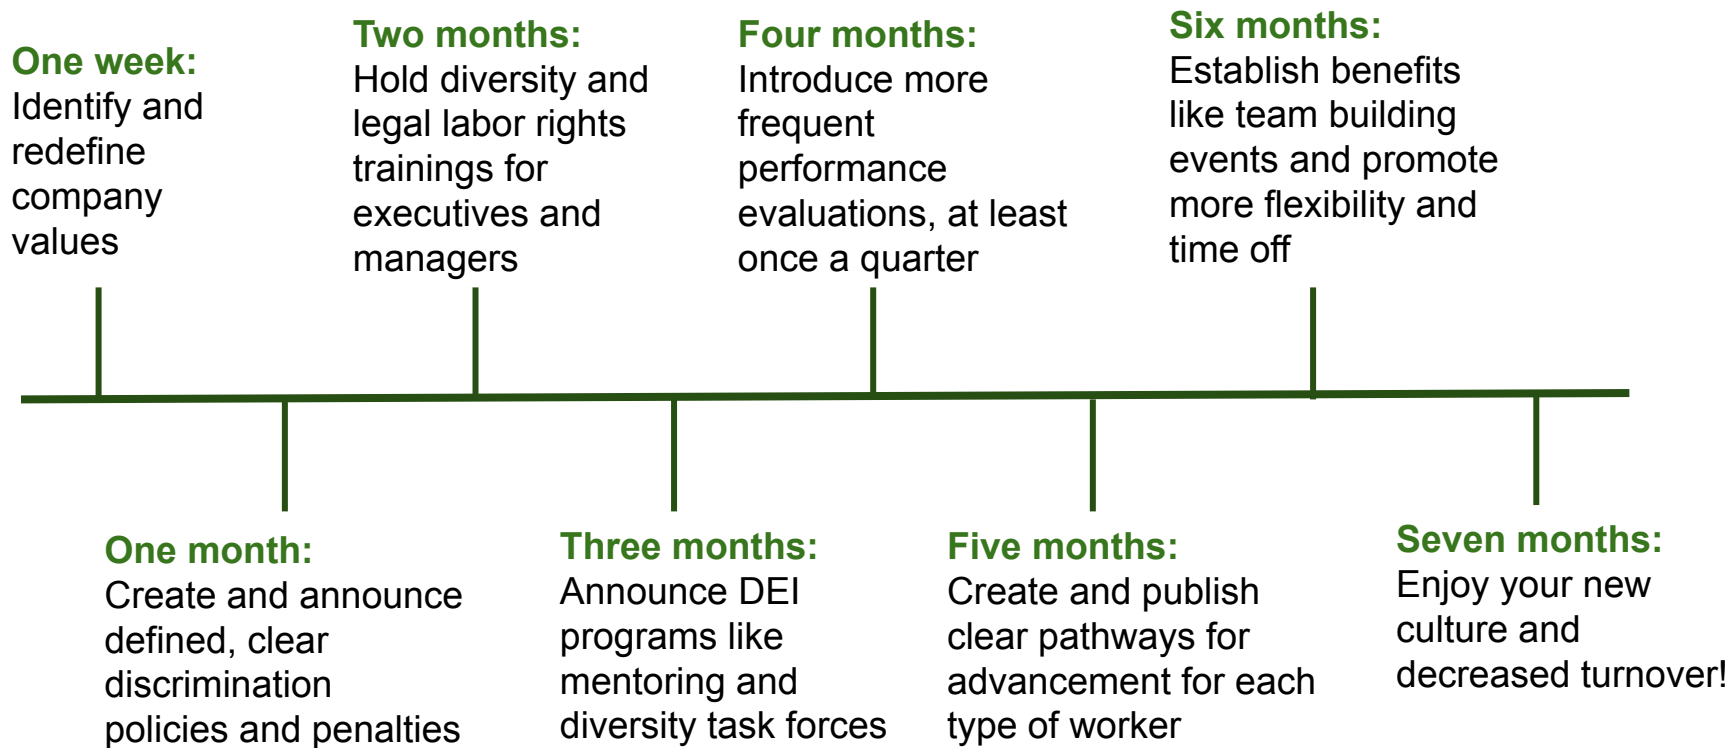 One week:
Identify and
redefine
company
values
One month:
Create and announce
defined, clear
discrimination
policies and penalties
Two months:
Hold diversity and
legal labor rights
trainings for
executives and
managers
Three months:
Announce DEI
programs like
mentoring and
diversity task forces
Four months:
Introduce more
frequent
performance
evaluations, at least
once a quarter
Five months:
Create and publish
clear pathways for
advancement for each
type of worker
Six months:
Establish benefits
like team building
events and promote
more flexibility and
time off
Seven months:
Enjoy your new
culture and
decreased turnover!